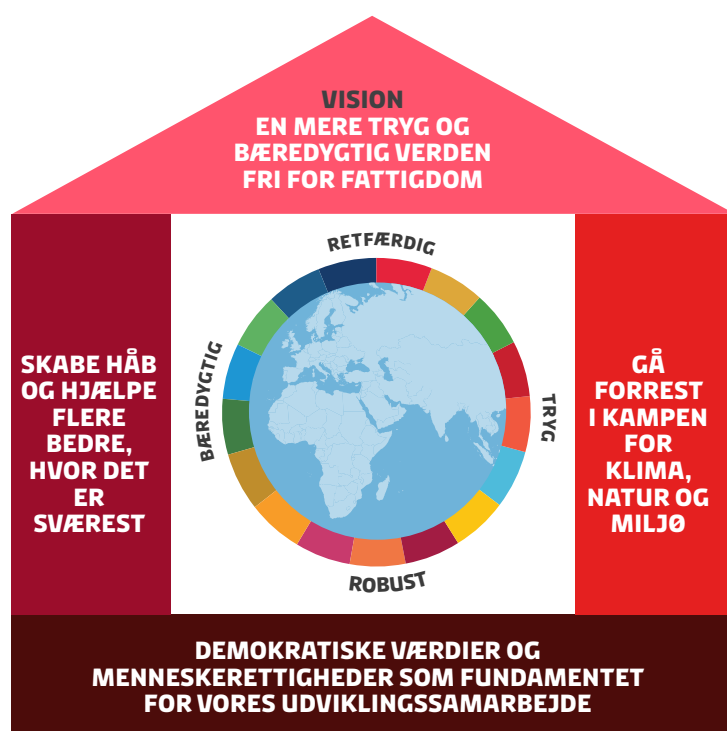 VISION
EN MERE TRYG OG
BÆREDYGTIG VERDEN
FRI FOR FATTIGDOM
RETFÆRDIG
BÆREDYGTIG
TRYG
ROBUST
SKABE HÅB
OG HJÆLPE
FLERE
BEDRE,
HVOR DET
ER
SVÆREST
GÅ
FORREST
I KAMPEN
FOR
KLIMA,
NATUR OG
MILJØ
DEMOKRATISKE VÆRDIER OG
MENNESKERETTIGHEDER SOM FUNDAMENTET
FOR VORES UDVIKLINGSSAMARBEJDE